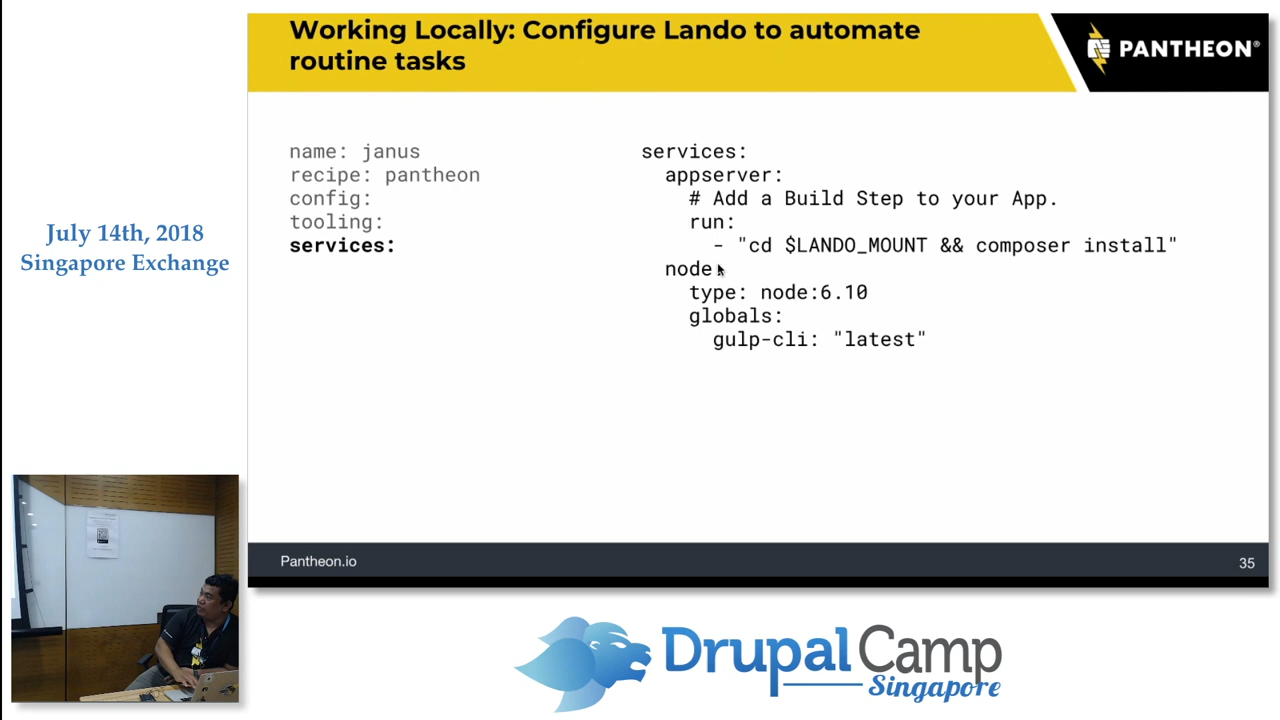 Working Locally: Configure Lando to automate
routine tasks
PANTHEON®
July 14th, 2018
Singapore Exchange
name: janus
recipe: pantheon
config:
tooling:
services:
services:
appserver:
# Add a Build Step to your App.
run:
- "cd $LANDO_MOUNT && composer install"
node:
type: node:6.10
globals:
gulp-cli: "latest"
Pantheon.io
35
DrupalCamp
Singapore